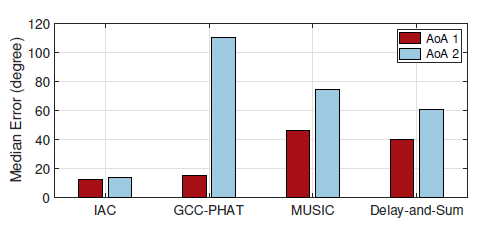 Median Error (degree)
120
100
80
60
40
20
0
AoA 1
AoA 2
IAC
GCC-PHAT
MUSIC
Delay-and-Sum